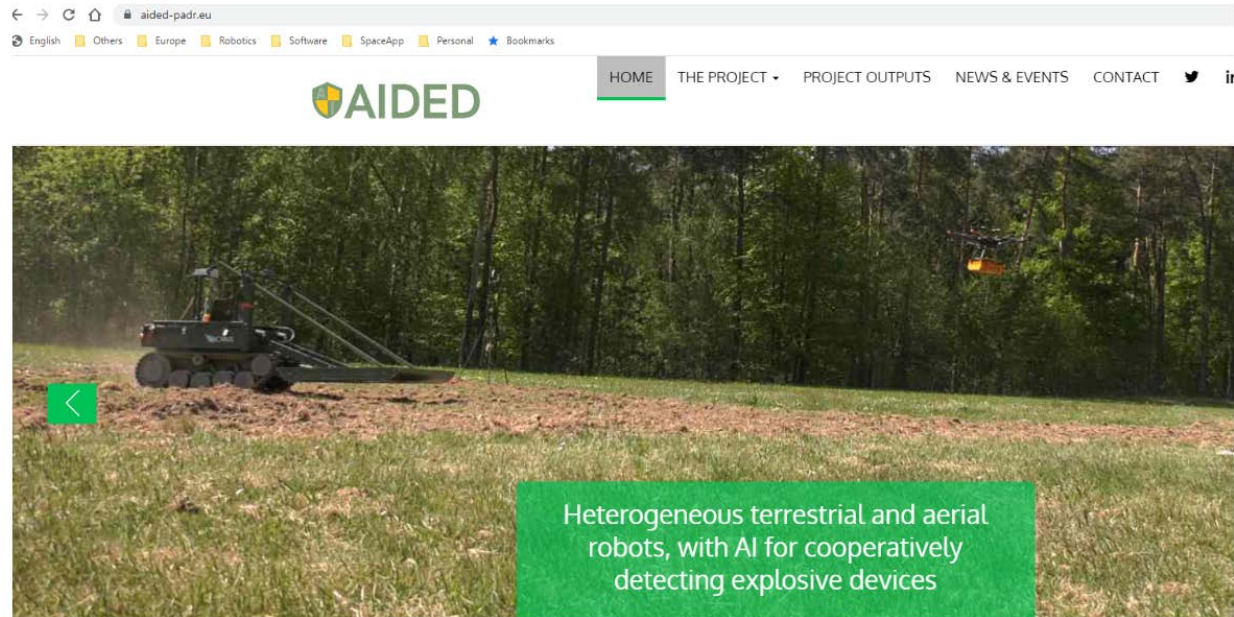 aided-padr.eu
English Others Europe Robotics Software SpaceApp Personal Bookmarks
AIDED
HOME THE PROJECT PROJECT OUTPUTS NEWS & EVENTS CONTACT
Heterogeneous terrestrial and aerial
robots, with AI for cooperatively
detecting explosive devices